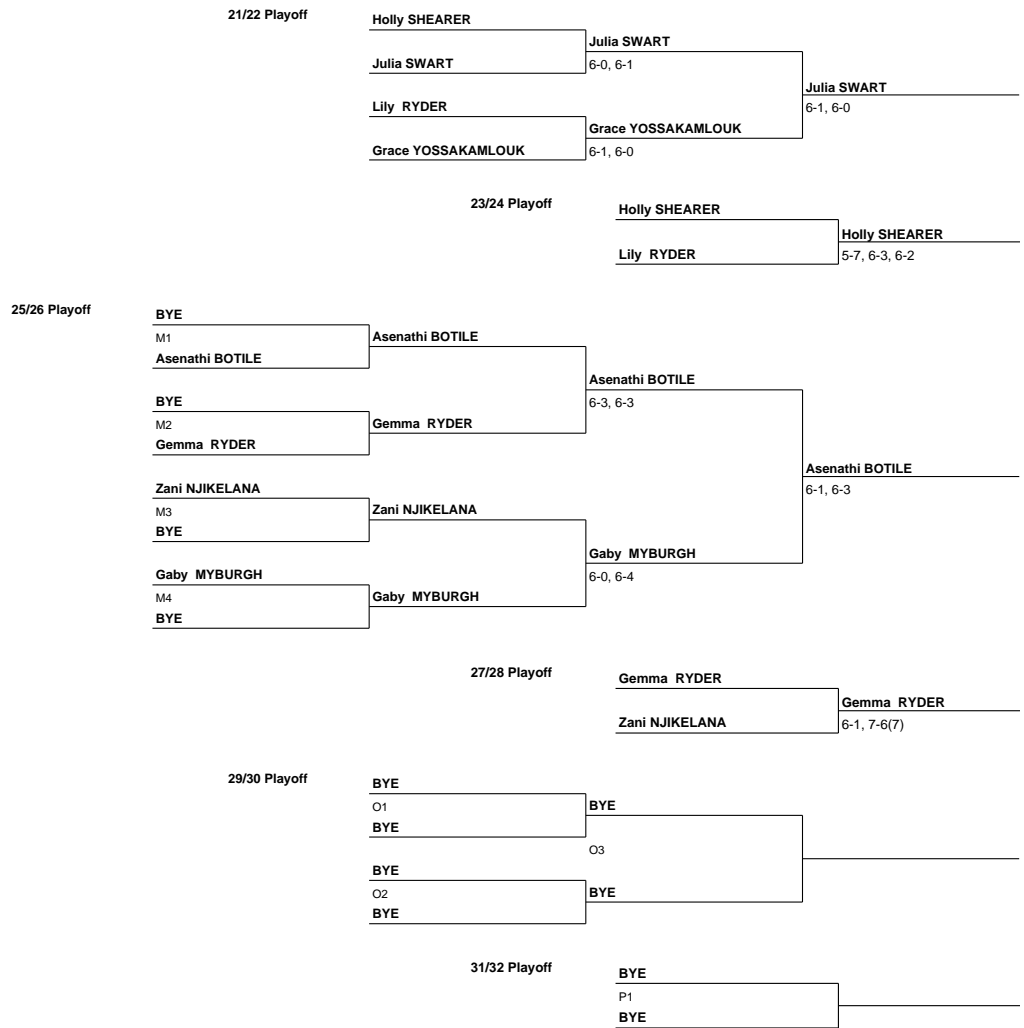 21/22 Playoff
Holly SHEARER
Julia SWART
Julia SWART
6-0, 6-1
Julia SWART
6-1, 6-0
Lily RYDER
Grace YOSSAKAMLOUK
Grace YOSSAKAMLOUK
6-1, 6-0
23/24 Playoff
Holly SHEARER
Holly SHEARER
Lily RYDER
5-7, 6-3, 6-2
25/26 Playoff
BYE
M1
Asenathi BOTILE
Asenathi BOTILE
Asenathi BOTILE
6-3, 6-3
BYE
M2
Gemma RYDER
Gemma RYDER
Asenathi BOTILE
6-1, 6-3
Zani NJIKELANA
M3
Zani NJIKELANA
BYE
Gaby MYBURGH
6-0, 6-4
Gaby MYBURGH
M4
Gaby MYBURGH
BYE
27/28 Playoff
Gemma RYDER
Gemma RYDER
Zani NJIKELANA
6-1, 7-6(7)
29/30 Playoff
BYE
O1
BYE
BYE
O3
BYE
O2
BYE
BYE
31/32 Playoff
BYE
P1
BYE